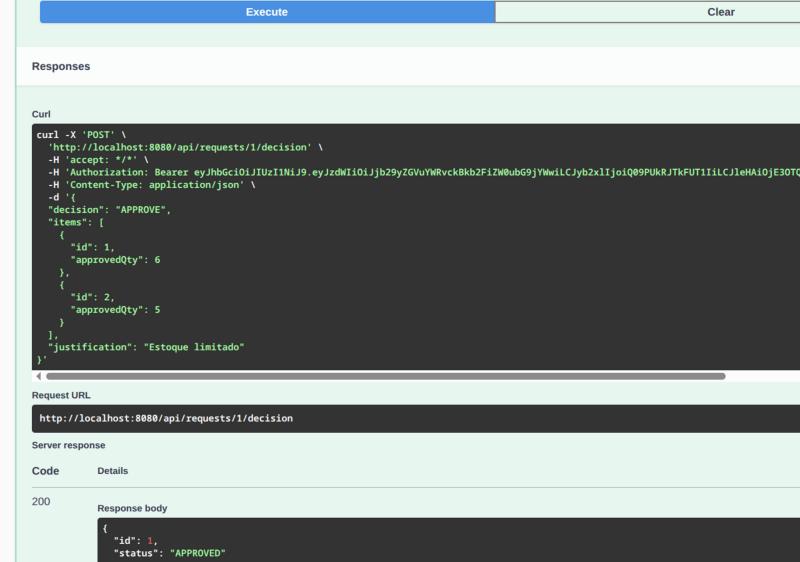 Execute
Clear
Responses
Curl
curl -X 'POST' \
'http://localhost:8080/api/requests/1/decision' \
-H 'accept: */*' \
-H 'Authorization: Bearer eyJhbGciOiJIUzI1NiJ9.eyJzdWIiOiJjb29yZGVuYWRvckBkb2FiZW0ubG9jYWwiLCJyb2xlIjoiQ09PUkRJTkFET1IiLCJleHAiOjE3OTQ
-H 'Content-Type: application/json' \
-d '{
"decision": "APPROVE",
"items": [
{
"id": 1,
"approvedQty": 6
},
{
"id": 2,
"approvedQty": 5
}
],
"justification": "Estoque limitado"
}'
Request URL
http://localhost:8080/api/requests/1/decision
Server response
Code
Details
200
Response body
{
"id": 1,
"status": "APPROVED"